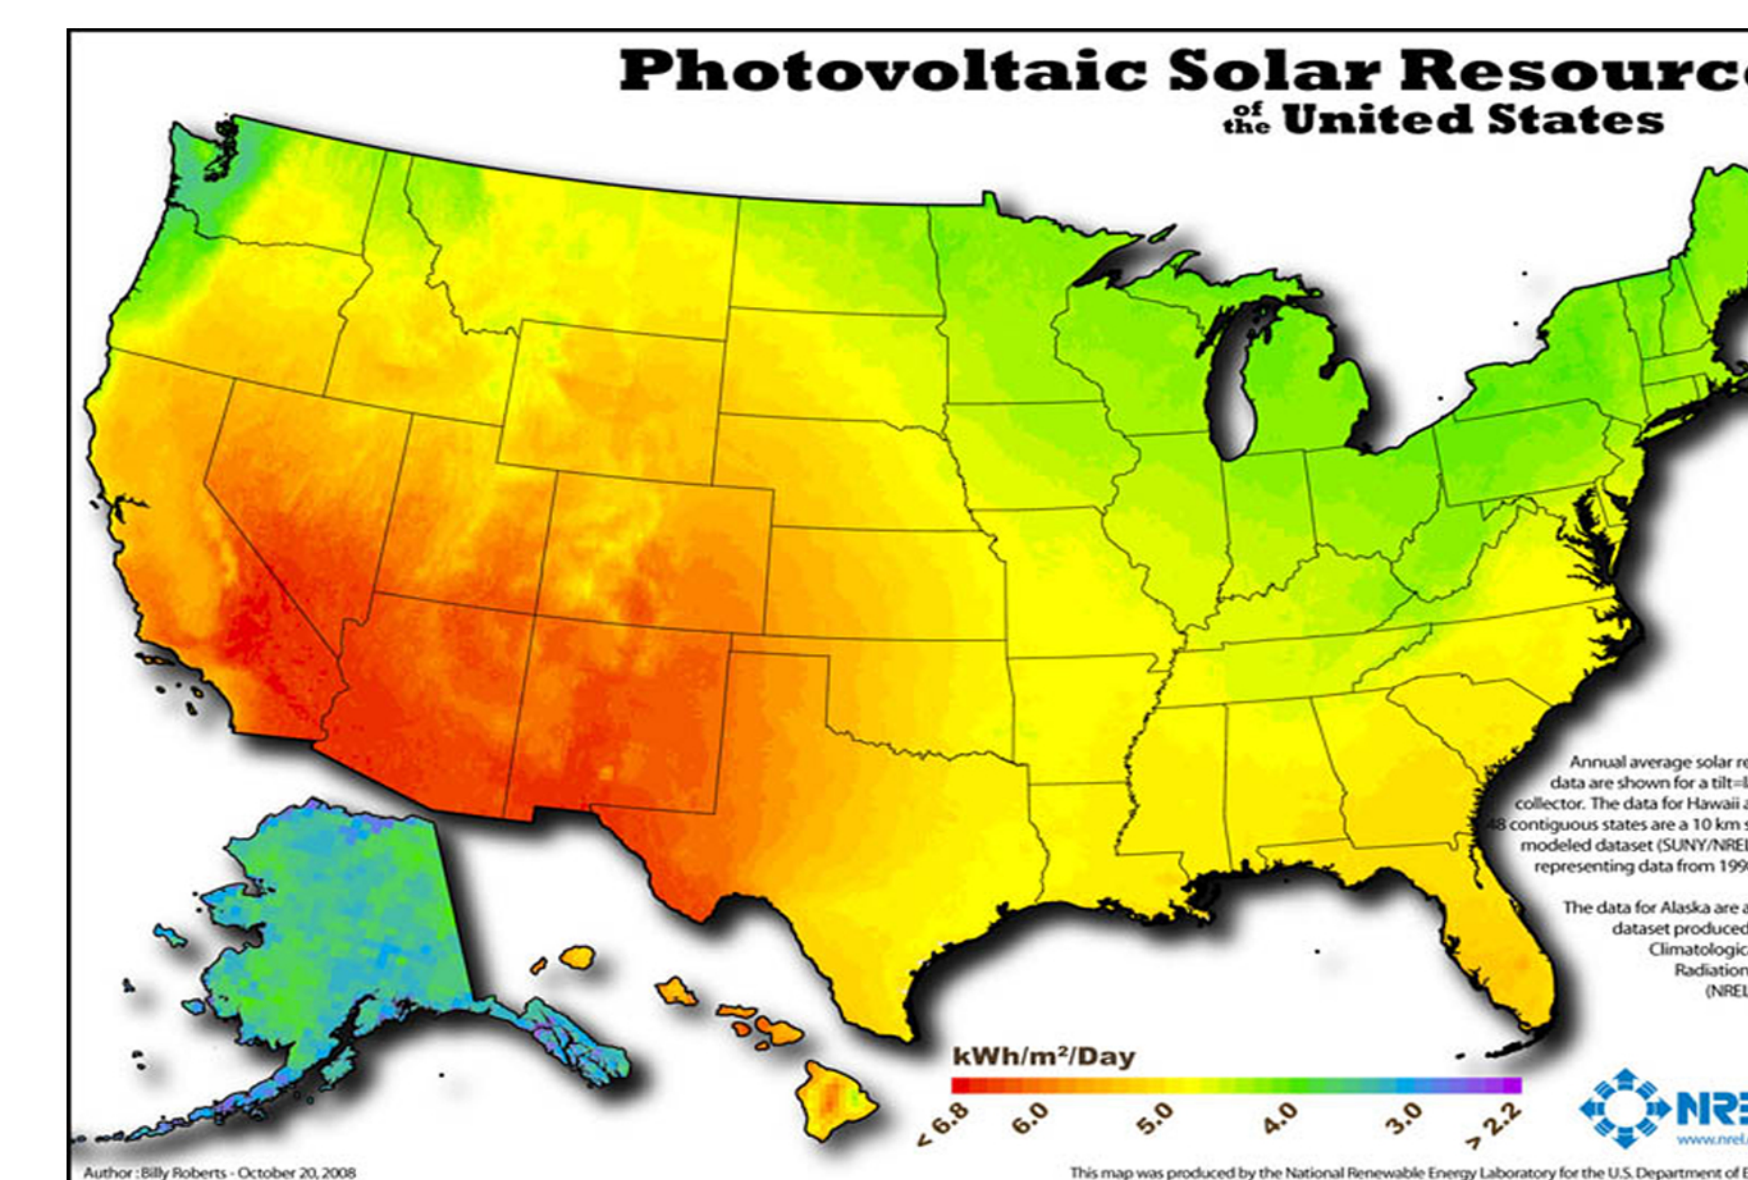 Photovoltaic Solar Resource
of the United States
Annual average solar re
data are shown for a tilt=l
collector. The data for Hawaii a
48 contiguous states are a 10 km s
modeled dataset (SUNY/NREL
representing data from 199
The data for Alaska are a
dataset produced
Climatologic
Radiation
(NREL
kWh/m²/Day
< 6.8 6.0 5.0 4.0 3.0 > 2.2
NRE
www.nrel.
Author : Billy Roberts - October 20, 2008
This map was produced by the National Renewable Energy Laboratory for the U.S. Department of E